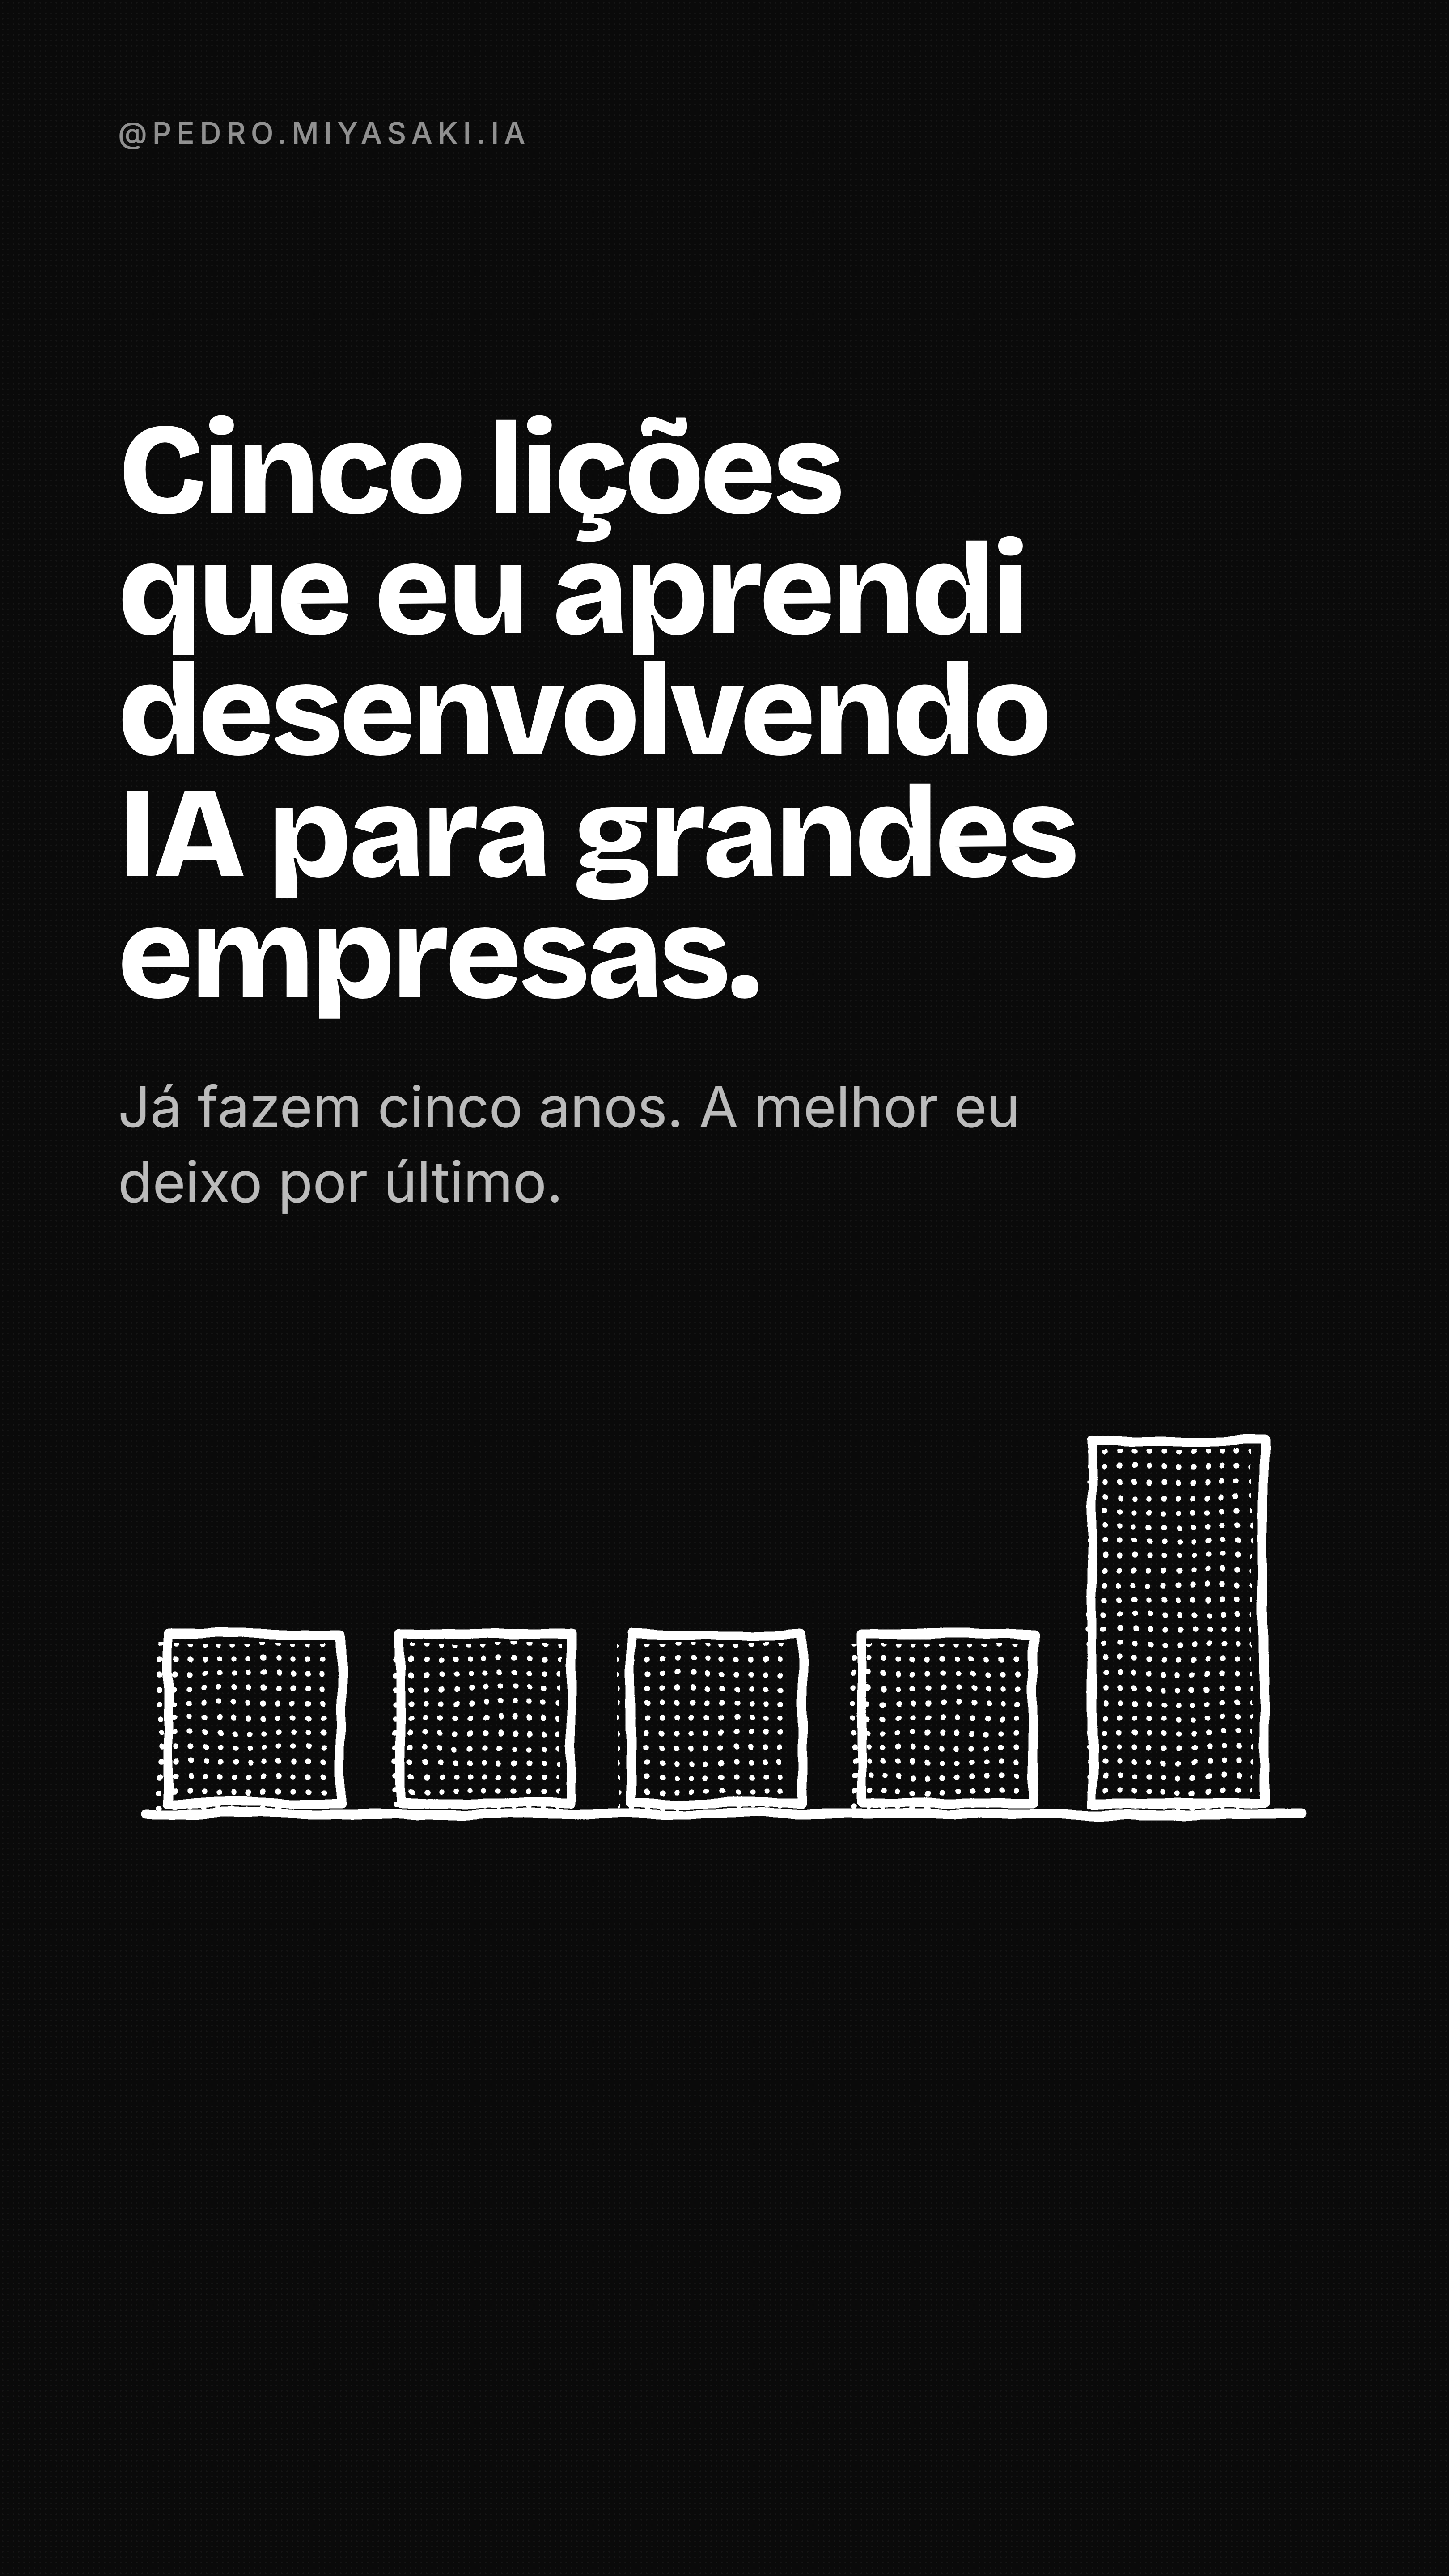 @PEDRO.MIYASAKI.IA
Cinco lições
que eu aprendi
desenvolvendo
IA para grandes
empresas.
Já fazem cinco anos. A melhor eu
deixo por último.